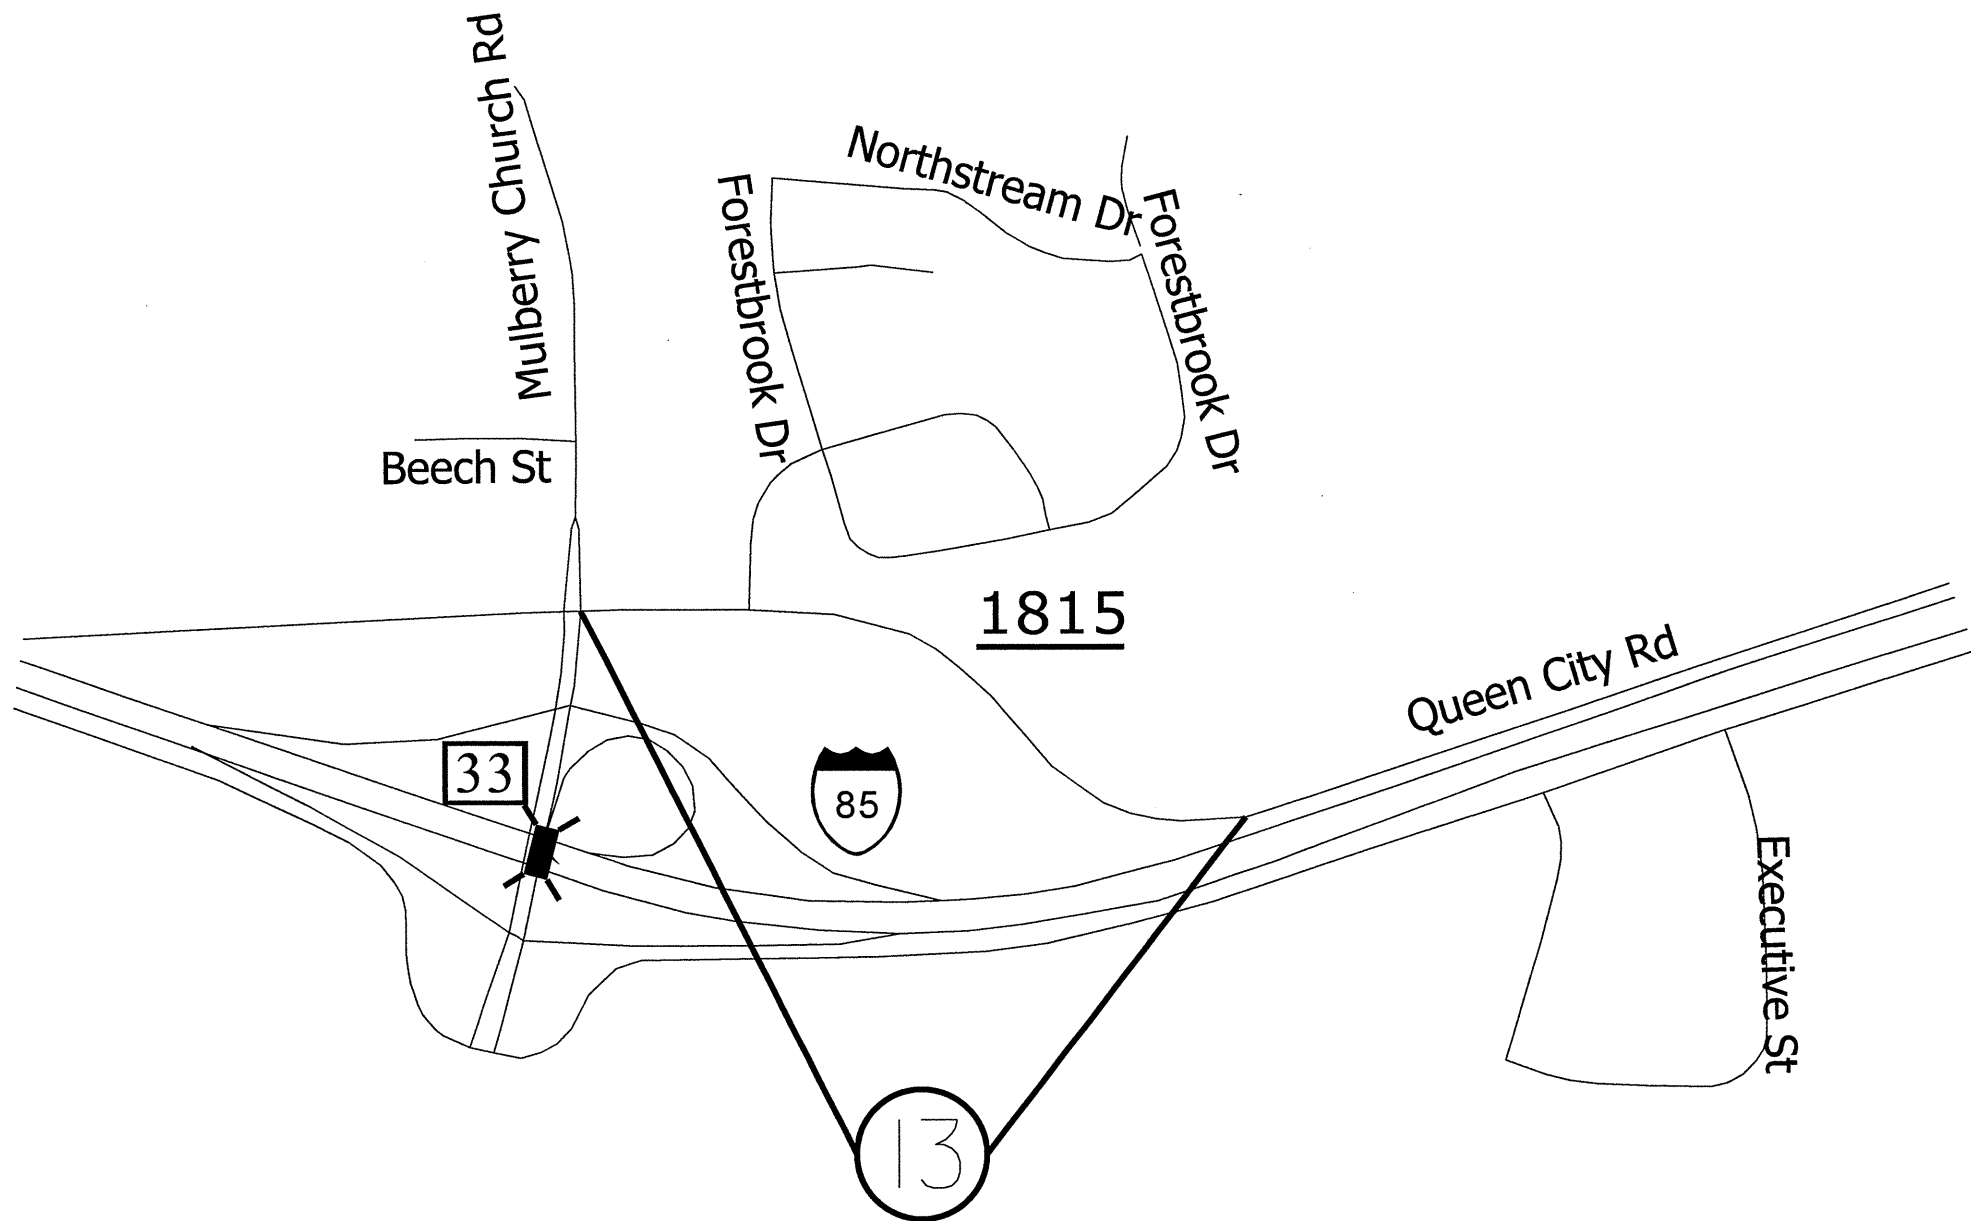 Mulberry Church Rd
Northstream Dr
Forestbrook Dr
Forestbrook Dr
Beech St
1815
Queen City Rd
33
85
Executive St
13